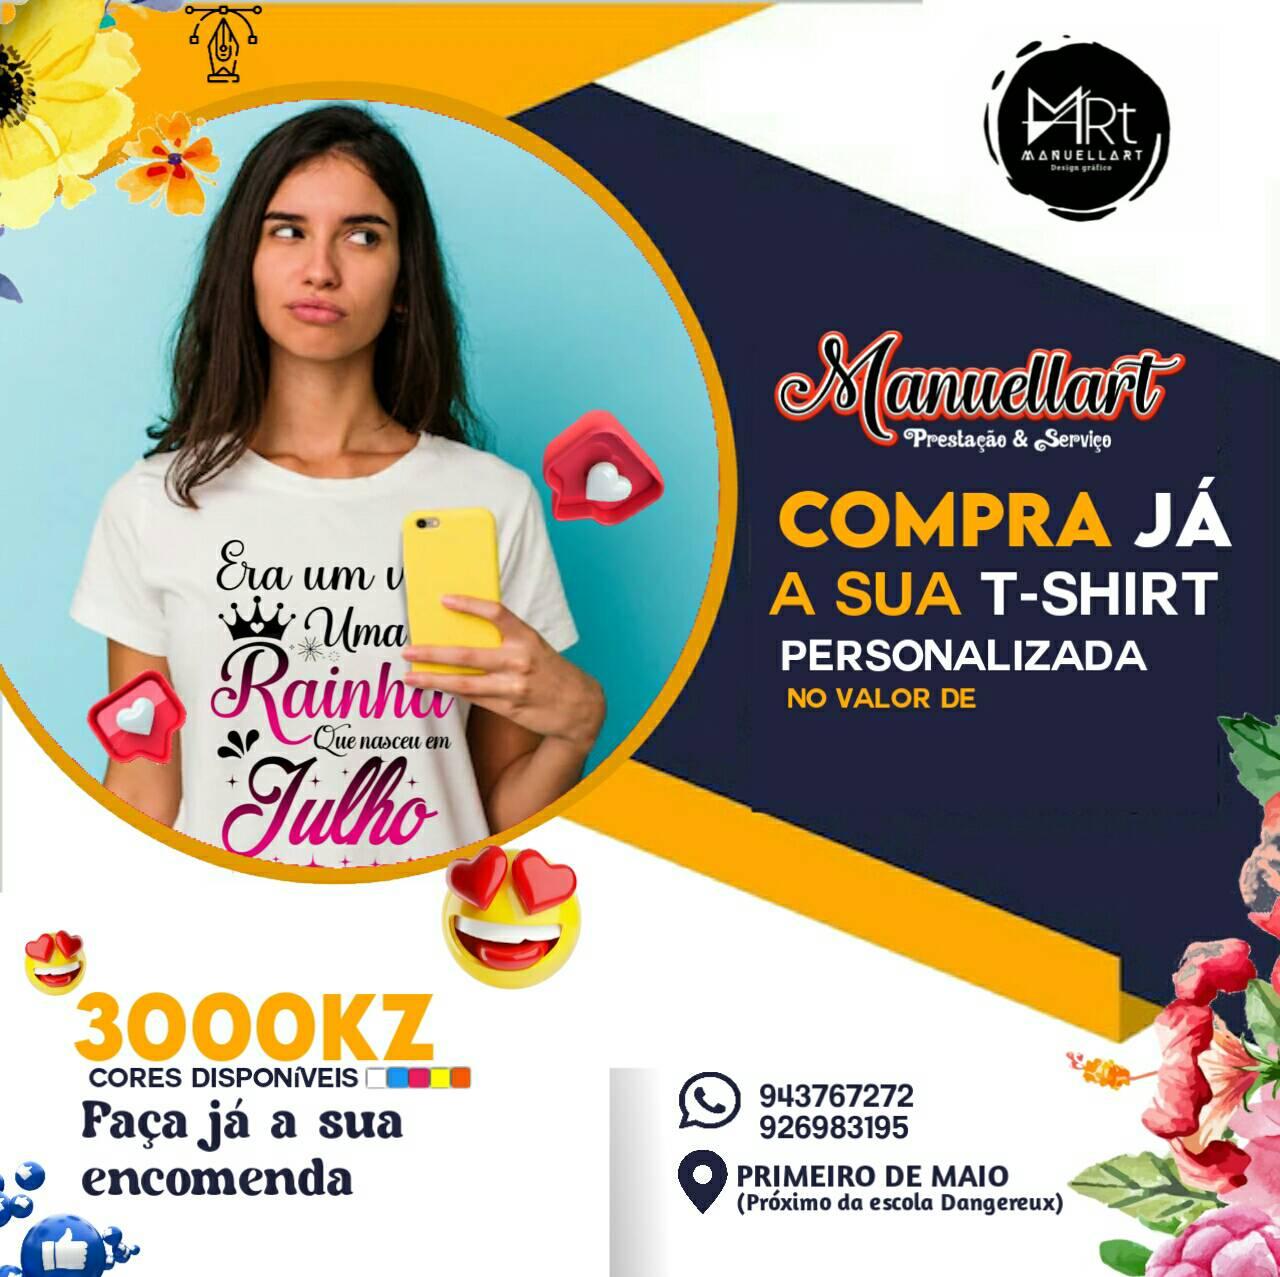 MARt
MANUELLART
Design gráfico
Manuellart
Prestação & Serviço
COMPRA JÁ
A SUA T-SHIRT
PERSONALIZADA
NO VALOR DE
Era um v
Uma
Rainha
Que nasceu em
Julho
3000KZ
CORES DISPONíVEIS
Faça já a sua
encomenda
943767272
926983195
PRIMEIRO DE MAIO
(Próximo da escola Dangereux)